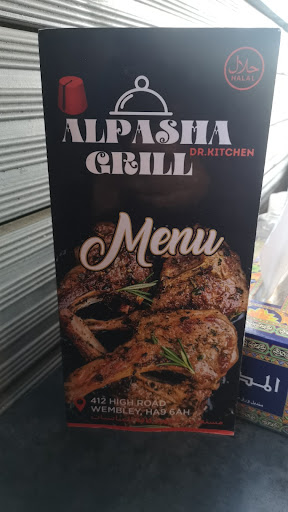 حلال
HALAL
ALPASHA
GRILL
DR.KITCHEN
Menu
412 HIGH ROAD
WEMBLEY, HA9 6AH